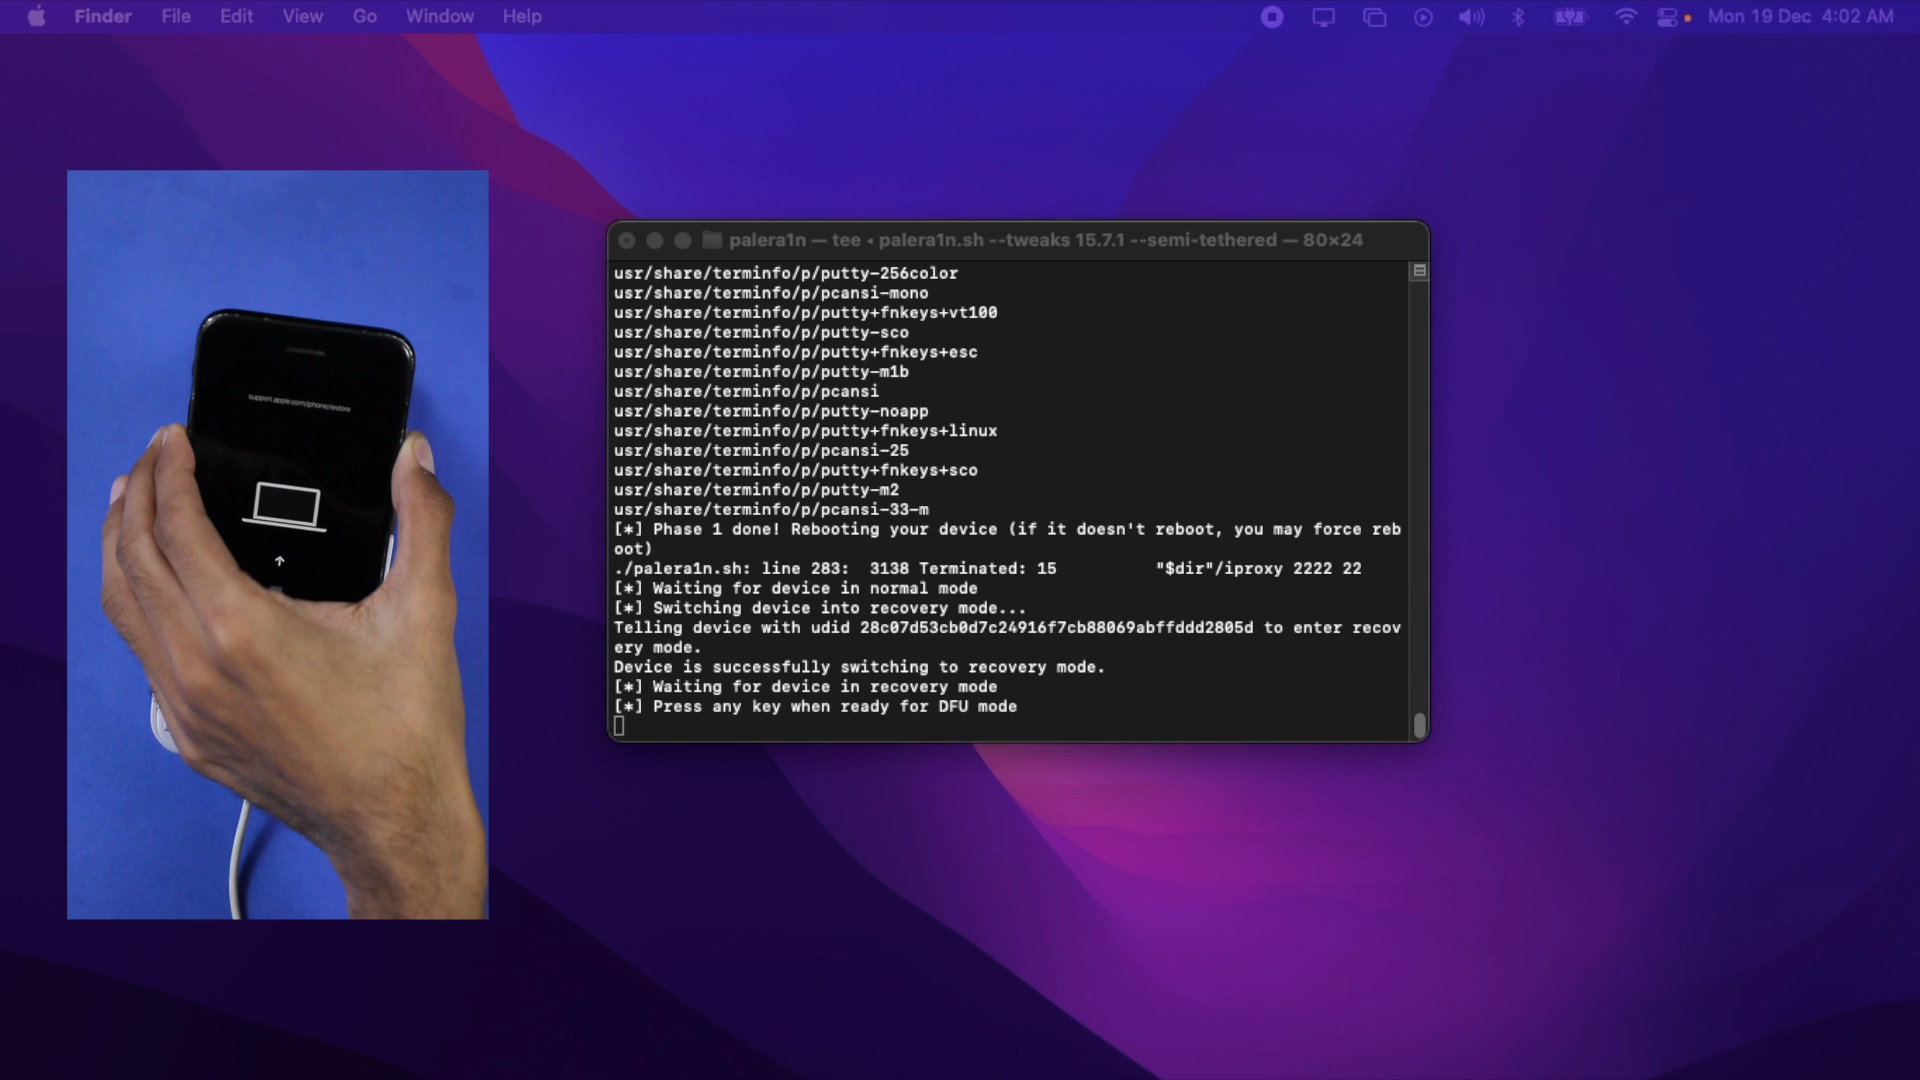 Finder File Edit View Go Window Help Mon 19 Dec 4:02 AM
support.apple.com/iphone/restore
palera1n — tee ◂ palera1n.sh --tweaks 15.7.1 --semi-tethered — 80×24
usr/share/terminfo/p/putty-256color
usr/share/terminfo/p/pcansi-mono
usr/share/terminfo/p/putty+fnkeys+vt100
usr/share/terminfo/p/putty-sco
usr/share/terminfo/p/putty+fnkeys+esc
usr/share/terminfo/p/putty-m1b
usr/share/terminfo/p/pcansi
usr/share/terminfo/p/putty-noapp
usr/share/terminfo/p/putty+fnkeys+linux
usr/share/terminfo/p/pcansi-25
usr/share/terminfo/p/putty+fnkeys+sco
usr/share/terminfo/p/putty-m2
usr/share/terminfo/p/pcansi-33-m
[*] Phase 1 done! Rebooting your device (if it doesn't reboot, you may force reb
oot)
./palera1n.sh: line 283:  3138 Terminated: 15          "$dir"/iproxy 2222 22
[*] Waiting for device in normal mode
[*] Switching device into recovery mode...
Telling device with udid 28c07d53cb0d7c24916f7cb88069abffddd2805d to enter recov
ery mode.
Device is successfully switching to recovery mode.
[*] Waiting for device in recovery mode
[*] Press any key when ready for DFU mode